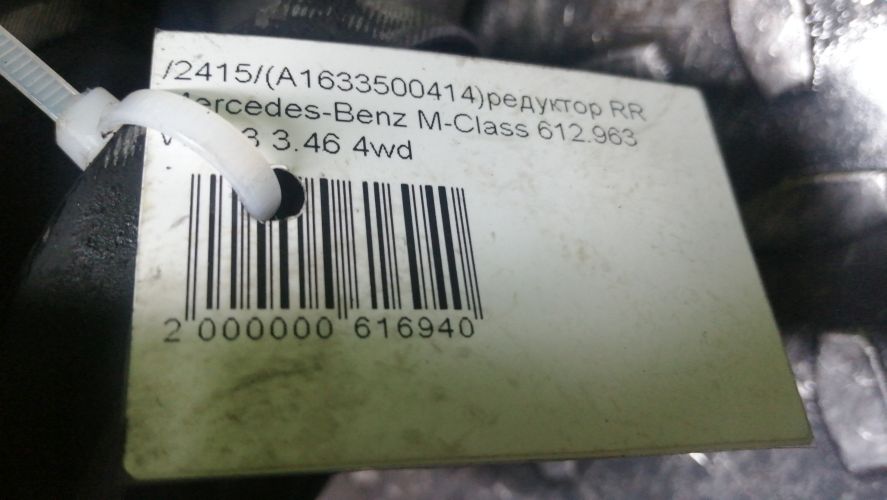 /2415/(A1633500414)редуктор RR
Mercedes-Benz M-Class 612.963
3.46 4wd
2 000000 616940